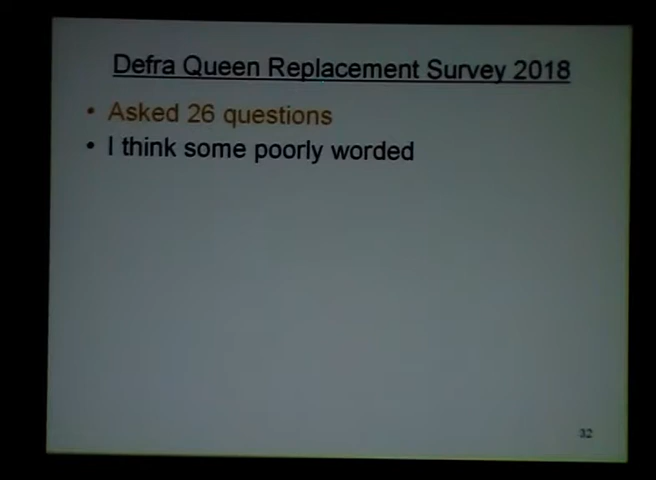 Defra Queen Replacement Survey 2018
• Asked 26 questions
• I think some poorly worded
32